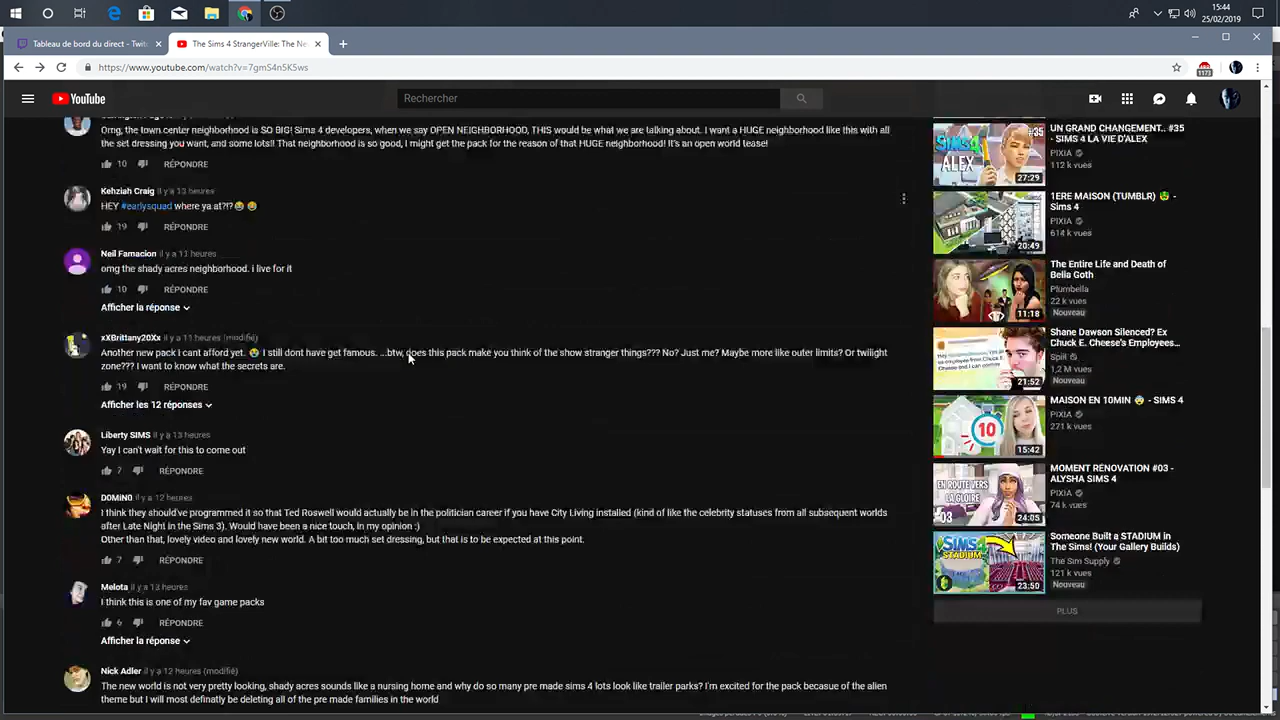 15:44
25/02/2019
Tableau de bord du direct - Twitc
The Sims 4 StrangerVille: The Ne
https://www.youtube.com/watch?v=7gmS4n5K5ws
1173
YouTube
Rechercher
Omg, the town center neighborhood is SO BIG! Sims 4 developers, when we say OPEN NEIGHBORHOOD, THIS would be what we are talking about. I want a HUGE neighborhood like this with all
the set dressing you want, and some lots!! That neighborhood is so good, I might get the pack for the reason of that HUGE neighborhood! It's an open world tease!
10 RÉPONDRE
Kehziah Craig il y a 13 heures
HEY #earlysquad where ya at?!? 😭 😂
19 RÉPONDRE
Neil Famacion il y a 11 heures
omg the shady acres neighborhood. i live for it
10 RÉPONDRE
Afficher la réponse
xXBrittany20Xx il y a 11 heures (modifié)
Another new pack I cant afford yet. 😭 I still dont have get famous. ...btw, does this pack make you think of the show stranger things??? No? Just me? Maybe more like outer limits? Or twilight
zone??? I want to know what the secrets are.
19 RÉPONDRE
Afficher les 12 réponses
Liberty SIMS il y a 13 heures
Yay I can't wait for this to come out
7 RÉPONDRE
D0MiN0 il y a 12 heures
I think they should've programmed it so that Ted Roswell would actually be in the politician career if you have City Living installed (kind of like the celebrity statuses from all subsequent worlds
after Late Night in the Sims 3). Would have been a nice touch, in my opinion :)
Other than that, lovely video and lovely new world. A bit too much set dressing, but that is to be expected at this point.
7 RÉPONDRE
Melota il y a 13 heures
I think this is one of my fav game packs
6 RÉPONDRE
Afficher la réponse
Nick Adler il y a 12 heures (modifié)
The new world is not very pretty looking, shady acres sounds like a nursing home and why do so many pre made sims 4 lots look like trailer parks? I'm excited for the pack becasue of the alien
theme but I will most definatly be deleting all of the pre made families in the world
#35
ALEX
27:29
UN GRAND CHANGEMENT.. #35
- SIMS 4 LA VIE D'ALEX
PIXIA
112 k vues
20:49
1ERE MAISON (TUMBLR) 🤑 -
Sims 4
PIXIA
614 k vues
11:18
The Entire Life and Death of
Bella Goth
Plumbella
22 k vues
Nouveau
21:52
Shane Dawson Silenced? Ex
Chuck E. Cheese's Employees...
Spill
1,2 M vues
Nouveau
10
15:42
MAISON EN 10MIN 😨 - SIMS 4
PIXIA
271 k vues
EN ROUTE VERS
LA GLOIRE
03
24:05
MOMENT RÉNOVATION #03 -
ALYSHA SIMS 4
PIXIA
74 k vues
SIMS 4
STADIUM
23:50
Someone Built a STADIUM in
The Sims! (Your Gallery Builds)
The Sim Supply
121 k vues
Nouveau
PLUS